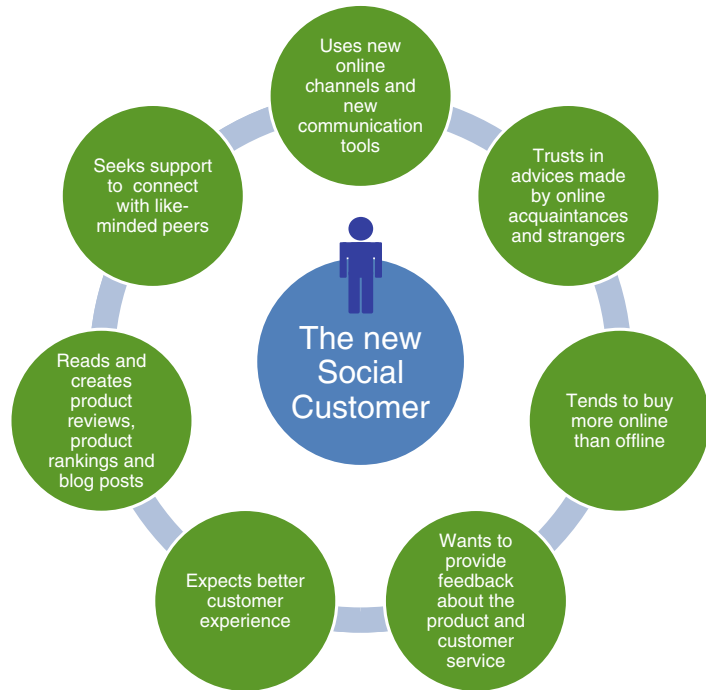 Uses new
online
channels and
new
communication
tools
Trusts in
advices made
by online
acquaintances
and strangers
Tends to buy
more online
than offline
Wants to
provide
feedback
about the
product and
customer
service
Expects better
customer
experience
Reads and
creates
product
reviews,
product
rankings and
blog posts
Seeks support
to connect
with like-
minded peers
The new
Social
Customer